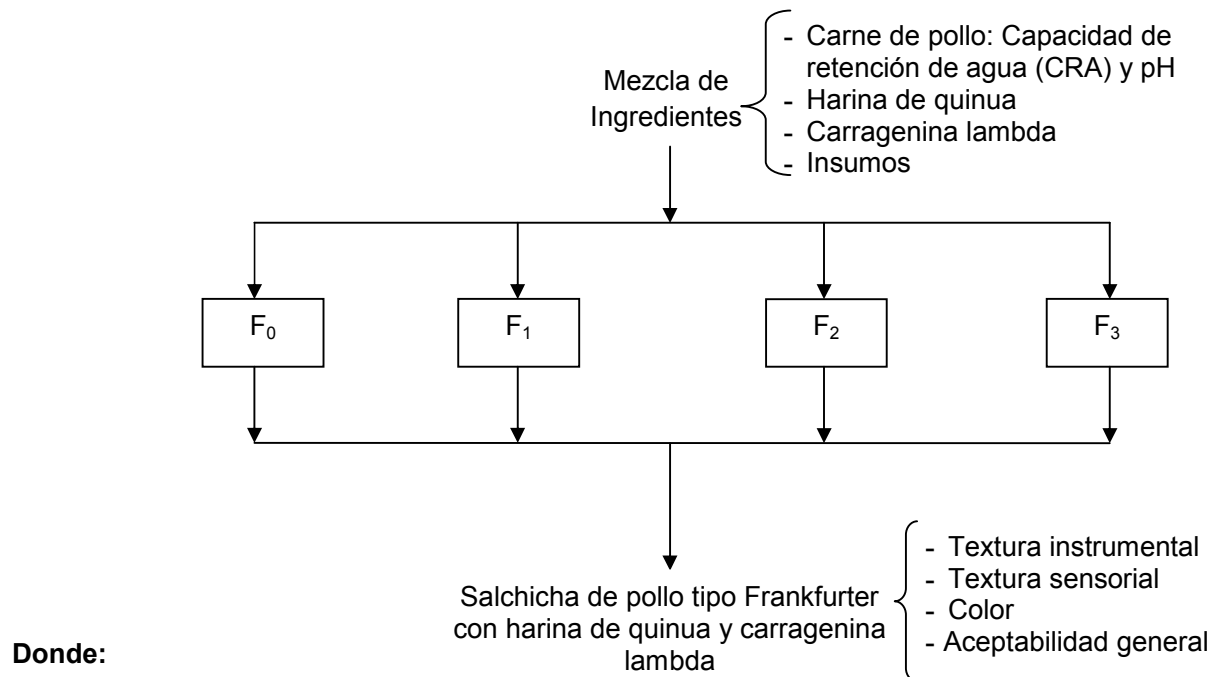 Mezcla de
Ingredientes
- Carne de pollo: Capacidad de
retención de agua (CRA) y pH
- Harina de quinua
- Carragenina lambda
- Insumos
F₀
F₁
F₂
F₃
Salchicha de pollo tipo Frankfurter
con harina de quinua y carragenina
lambda
- Textura instrumental
- Textura sensorial
- Color
- Aceptabilidad general
Donde: